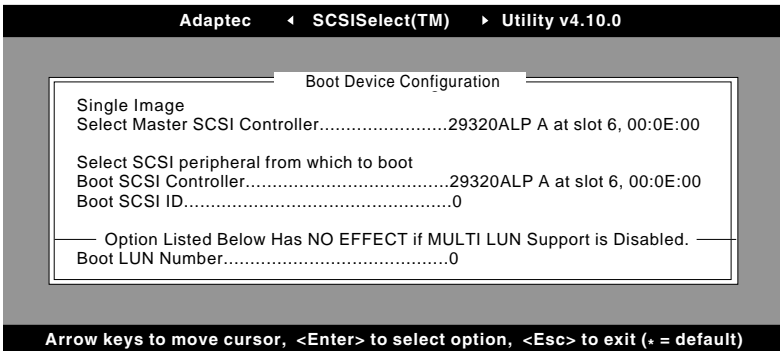 Adaptec ◂ SCSISelect(TM) ▸ Utility v4.10.0
Boot Device Configuration
Single Image
Select Master SCSI Controller........................29320ALP A at slot 6, 00:0E:00
Select SCSI peripheral from which to boot
Boot SCSI Controller......................................29320ALP A at slot 6, 00:0E:00
Boot SCSI ID..................................................0
Option Listed Below Has NO EFFECT if MULTI LUN Support is Disabled.
Boot LUN Number..........................................0
Arrow keys to move cursor, <Enter> to select option, <Esc> to exit (* = default)